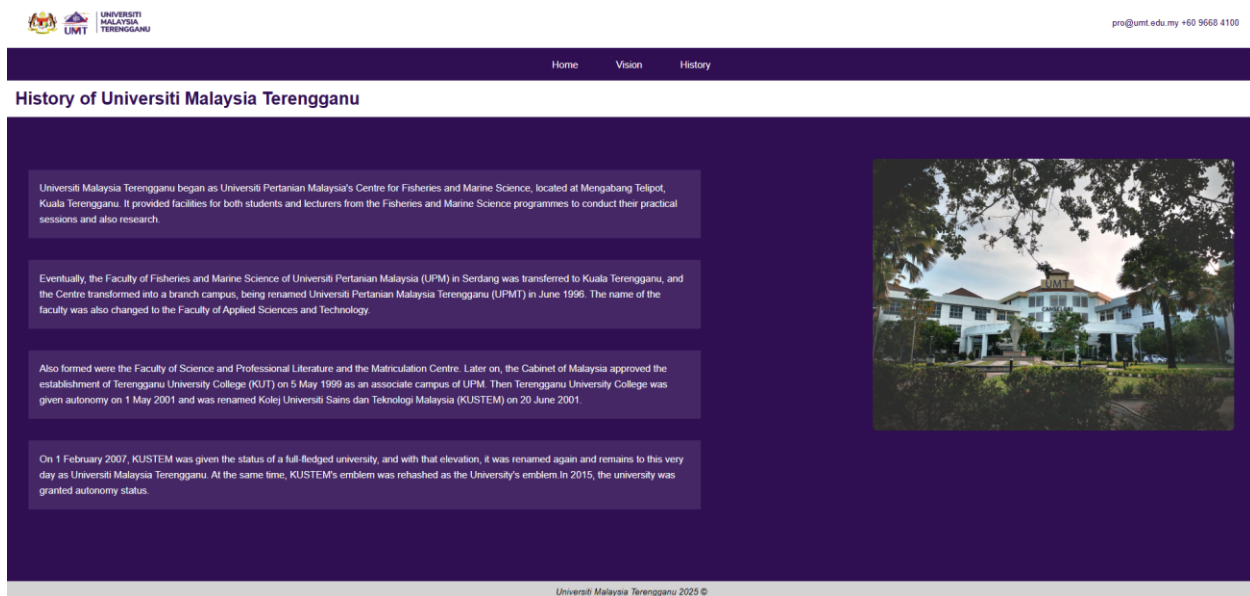 UMT
UNIVERSITI
MALAYSIA
TERENGGANU
pro@umt.edu.my +60 9668 4100
Home Vision History
History of Universiti Malaysia Terengganu
Universiti Malaysia Terengganu began as Universiti Pertanian Malaysia's Centre for Fisheries and Marine Science, located at Mengabang Telipot,
Kuala Terengganu. It provided facilities for both students and lecturers from the Fisheries and Marine Science programmes to conduct their practical
sessions and also research.
Eventually, the Faculty of Fisheries and Marine Science of Universiti Pertanian Malaysia (UPM) in Serdang was transferred to Kuala Terengganu, and
the Centre transformed into a branch campus, being renamed Universiti Pertanian Malaysia Terengganu (UPMT) in June 1996. The name of the
faculty was also changed to the Faculty of Applied Sciences and Technology.
Also formed were the Faculty of Science and Professional Literature and the Matriculation Centre. Later on, the Cabinet of Malaysia approved the
establishment of Terengganu University College (KUT) on 5 May 1999 as an associate campus of UPM. Then Terengganu University College was
given autonomy on 1 May 2001 and was renamed Kolej Universiti Sains dan Teknologi Malaysia (KUSTEM) on 20 June 2001.
On 1 February 2007, KUSTEM was given the status of a full-fledged university, and with that elevation, it was renamed again and remains to this very
day as Universiti Malaysia Terengganu. At the same time, KUSTEM's emblem was rehashed as the University's emblem.In 2015, the university was
granted autonomy status.
UMT
CANSELERI
Universiti Malaysia Terengganu 2025 ©